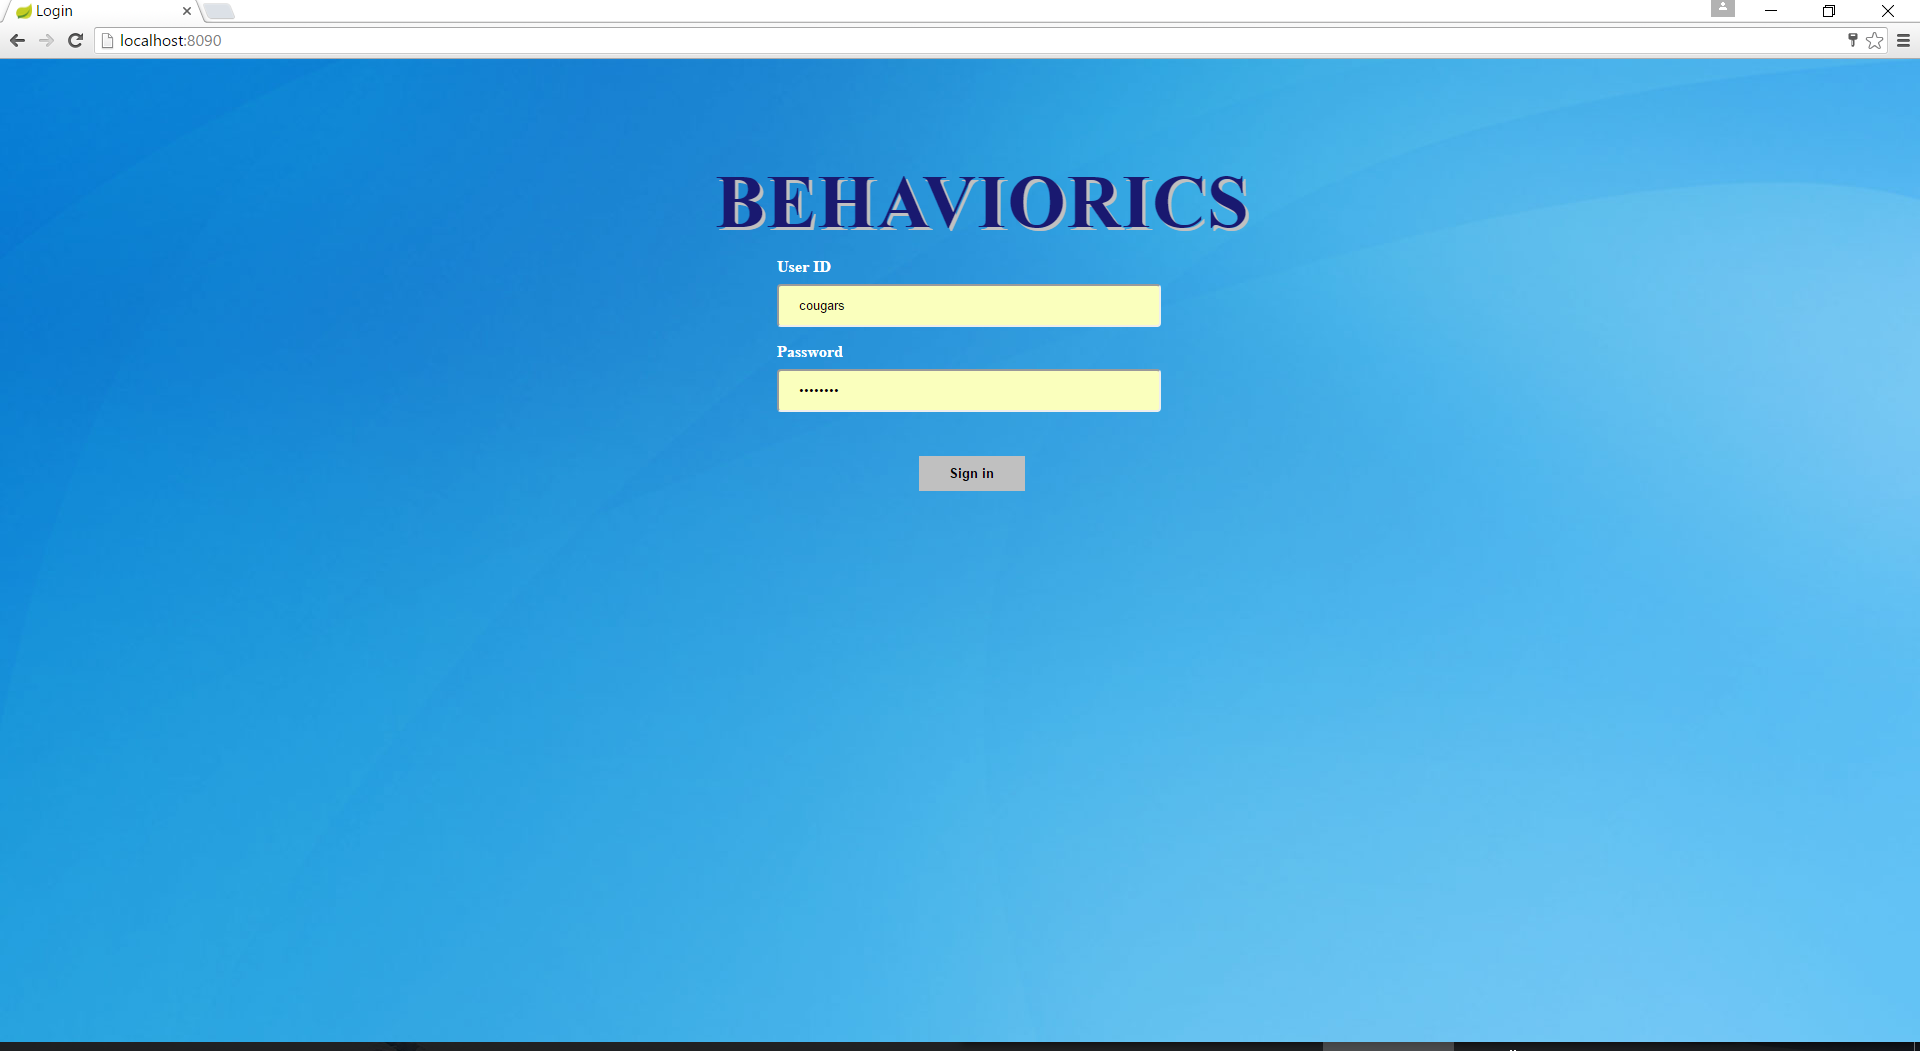 Login
localhost:8090
BEHAVIORICS
User ID
cougars
Password
••••••••
Sign in